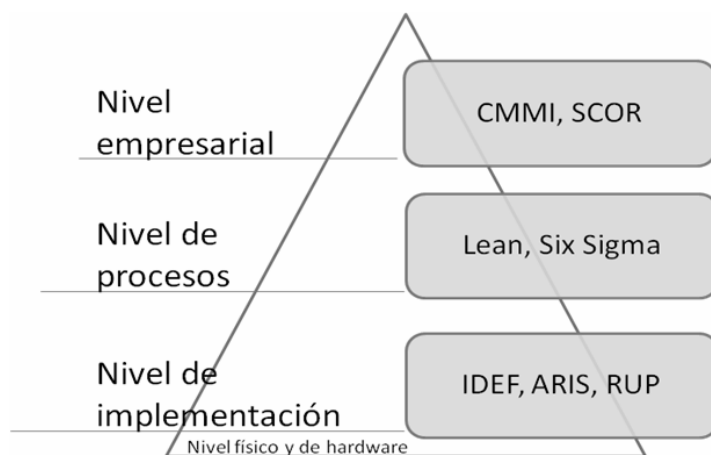 Nivel
empresarial
CMMI, SCOR
Nivel de
procesos
Lean, Six Sigma
Nivel de
implementación
IDEF, ARIS, RUP
Nivel físico y de hardware